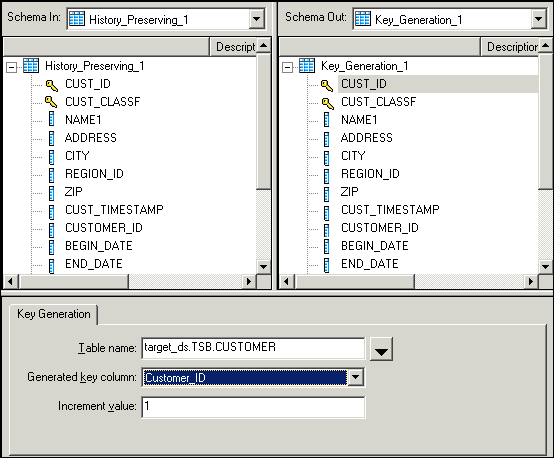 Schema In: History_Preserving_1
Schema Out: Key_Generation_1
Descript
Description
History_Preserving_1
CUST_ID
CUST_CLASSF
NAME1
ADDRESS
CITY
REGION_ID
ZIP
CUST_TIMESTAMP
CUSTOMER_ID
BEGIN_DATE
END_DATE
Key_Generation_1
CUST_ID
CUST_CLASSF
NAME1
ADDRESS
CITY
REGION_ID
ZIP
CUST_TIMESTAMP
CUSTOMER_ID
BEGIN_DATE
END_DATE
Key Generation
Table name: target_ds.TSB.CUSTOMER
Generated key column: Customer_ID
Increment value: 1